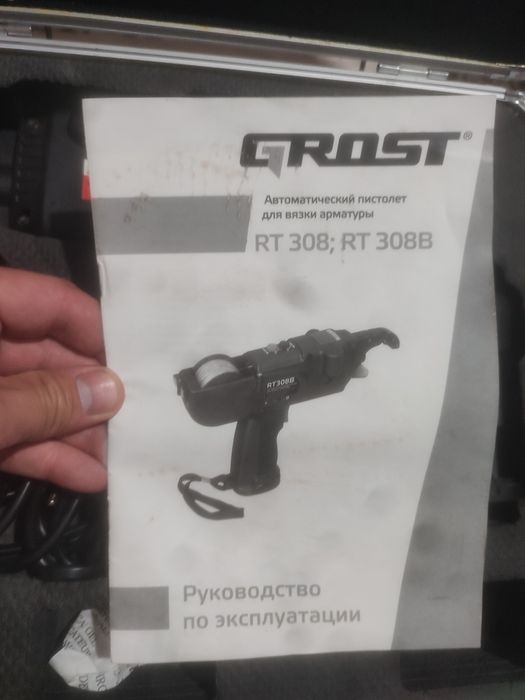 GROST®
Автоматический пистолет
для вязки арматуры
RT 308; RT 308B
RT308B
Руководство
по эксплуатации